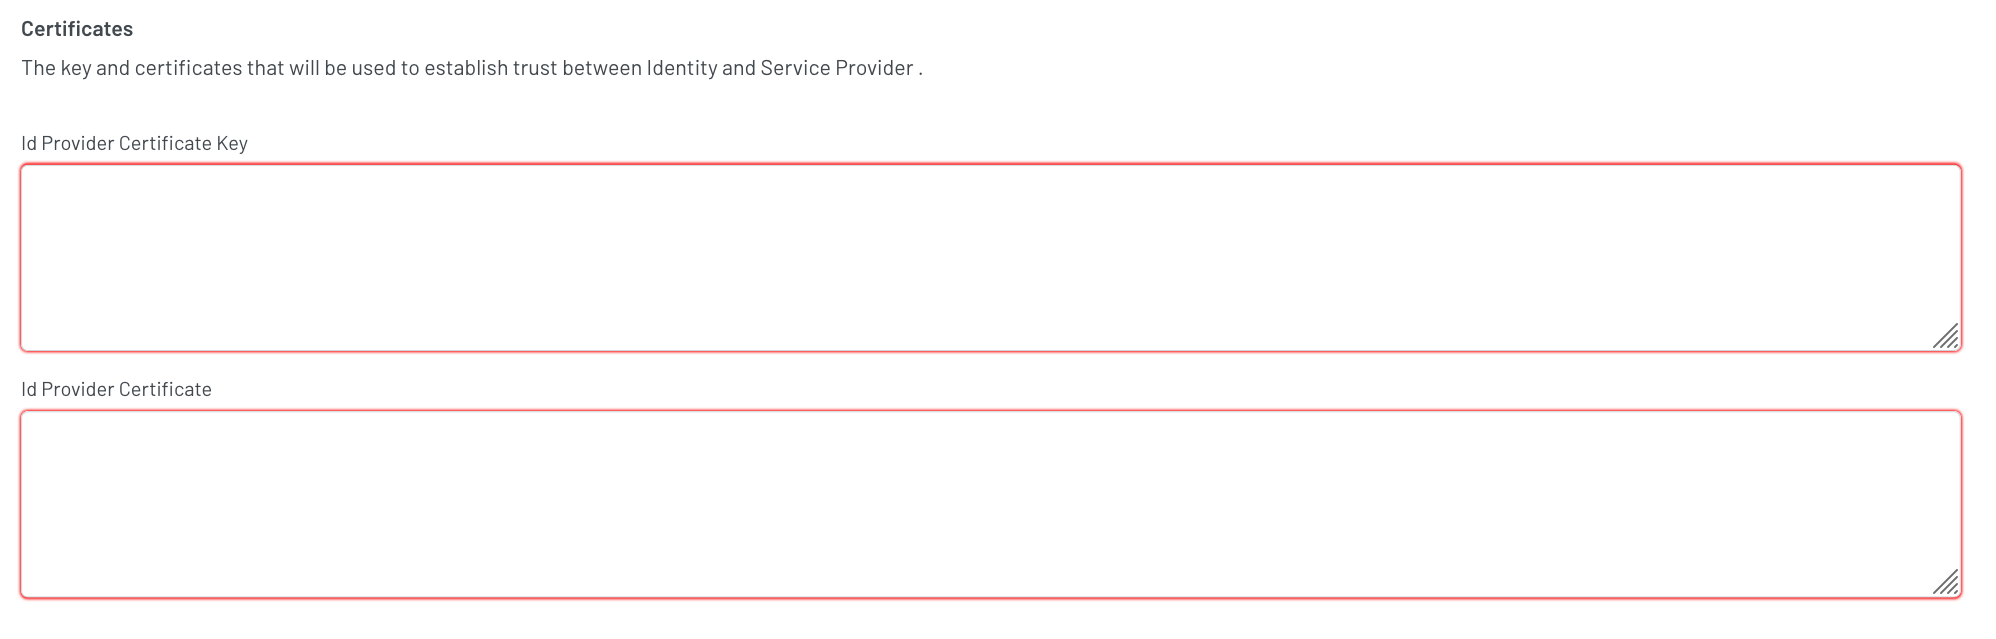 Certificates
The key and certificates that will be used to establish trust between Identity and Service Provider .
Id Provider Certificate Key
Id Provider Certificate